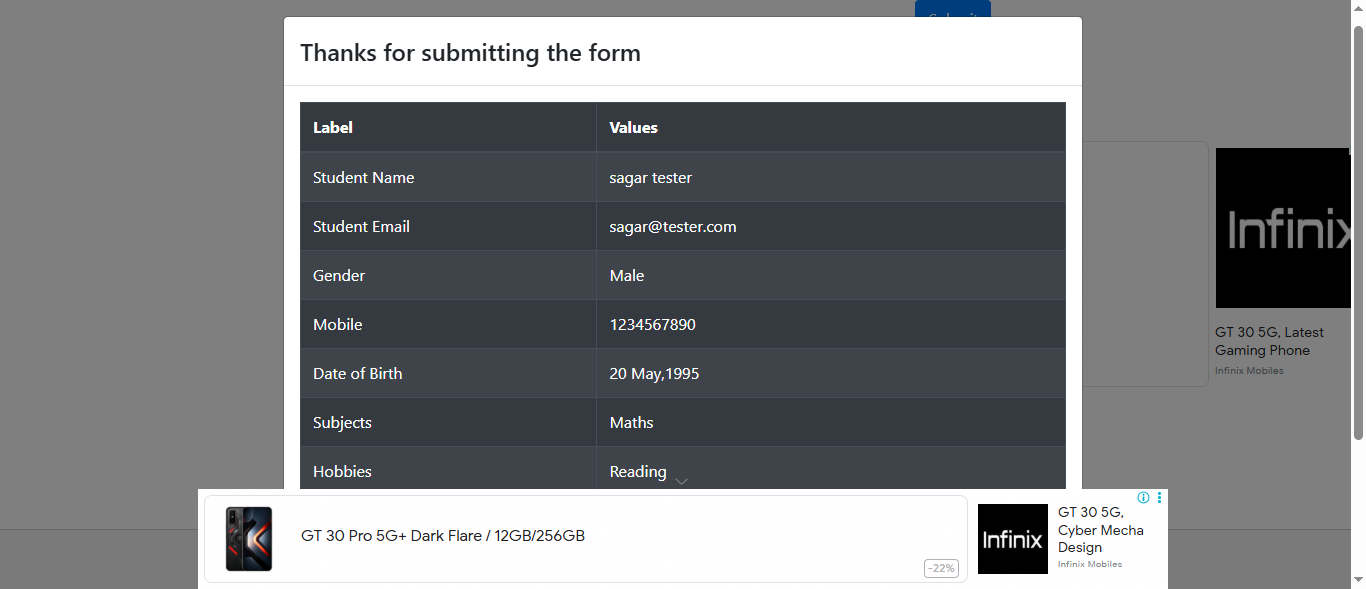 Submit
Thanks for submitting the form
Label Values
Student Name sagar tester
Student Email sagar@tester.com
Gender Male
Mobile 1234567890
Date of Birth 20 May,1995
Subjects Maths
Hobbies Reading
Infinix
GT 30 5G, Latest
Gaming Phone
Infinix Mobiles
GT 30 Pro 5G+ Dark Flare / 12GB/256GB
-22%
Infinix
GT 30 5G,
Cyber Mecha
Design
Infinix Mobiles